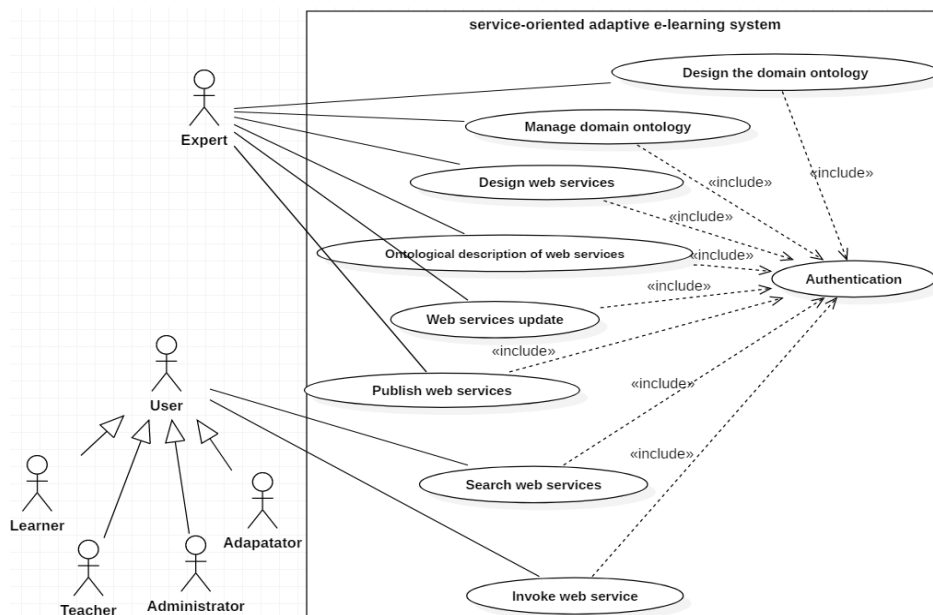 service-oriented adaptive e-learning system
Design the domain ontology
Expert
Manage domain ontology
«include»
«include»
Design web services
«include»
Ontological description of web services
«include»
Authentication
«include»
Web services update
«include»
User
Publish web services
«include»
«include»
Search web services
Learner
Adapatator
Teacher
Administrator
Invoke web service